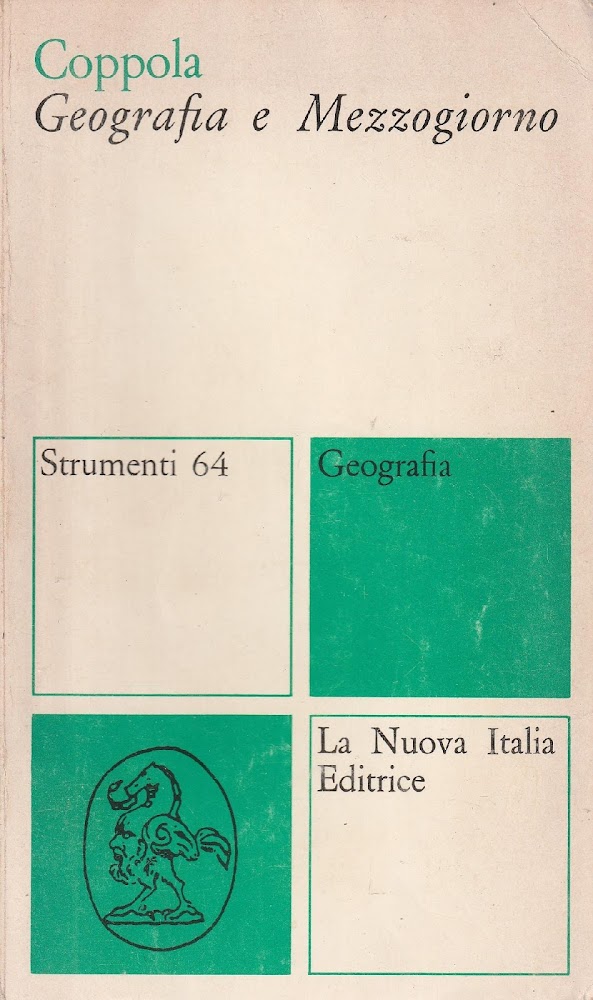 Coppola
Geografia e Mezzogiorno
Strumenti 64
Geografia
La Nuova Italia
Editrice